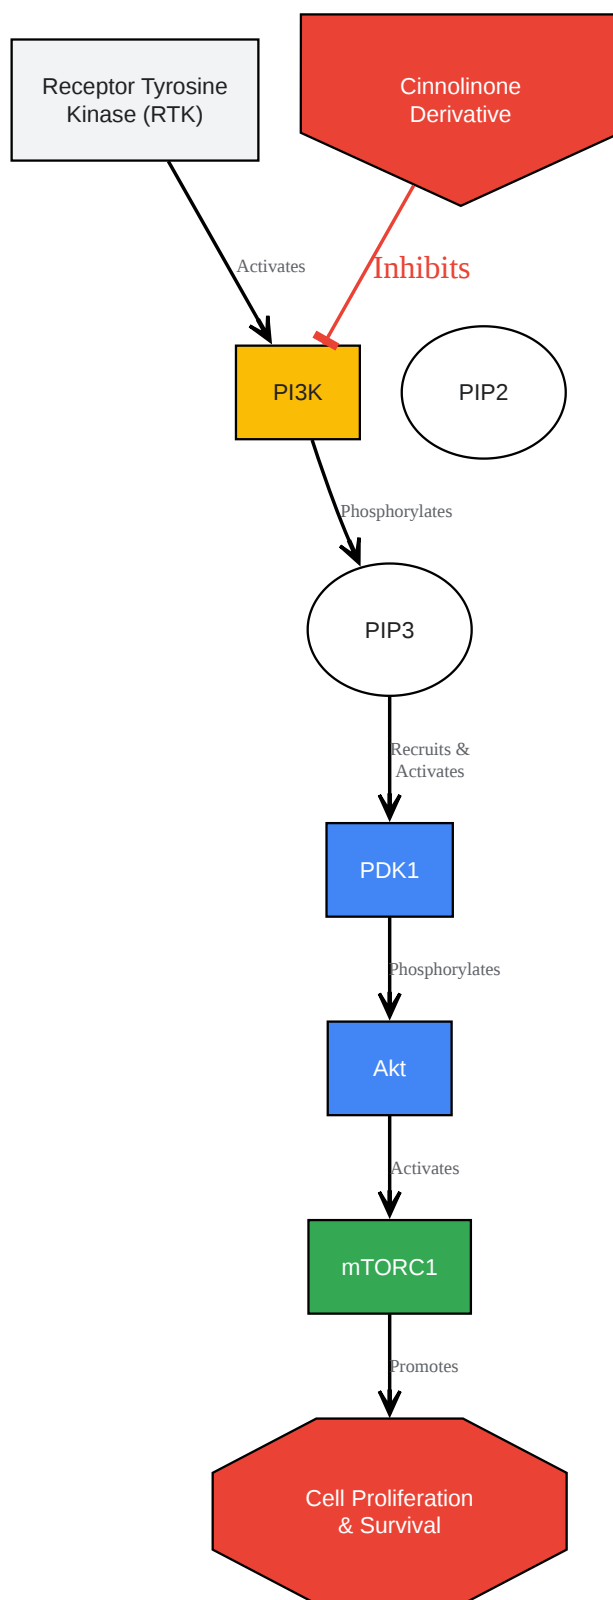 Receptor Tyrosine
Kinase (RTK)
Cinnolinone
Derivative
Activates
Inhibits
PI3K
PIP2
Phosphorylates
PIP3
Recruits &
Activates
PDK1
Phosphorylates
Akt
Activates
mTORC1
Promotes
Cell Proliferation
& Survival